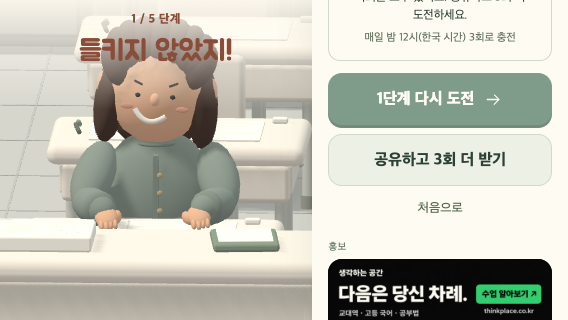 1 / 5 단계
들키지 않았지!
도전하세요.
매일 밤 12시(한국 시간) 3회로 충전
1단계 다시 도전 →
공유하고 3회 더 받기
처음으로
홍보
생각하는 공간
다음은 당신 차례.
수업 알아보기 ↗
교대역 · 고등 국어 · 공부법
thinkplace.co.kr